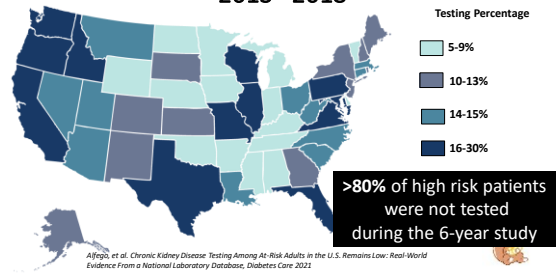 Testing Percentage
5-9%
10-13%
14-15%
16-30%
>80% of high risk patients
were not tested
during the 6-year study
Alfego, et al. Chronic Kidney Disease Testing Among At-Risk Adults in the U.S. Remains Low: Real-World
Evidence From a National Laboratory Database, Diabetes Care 2021